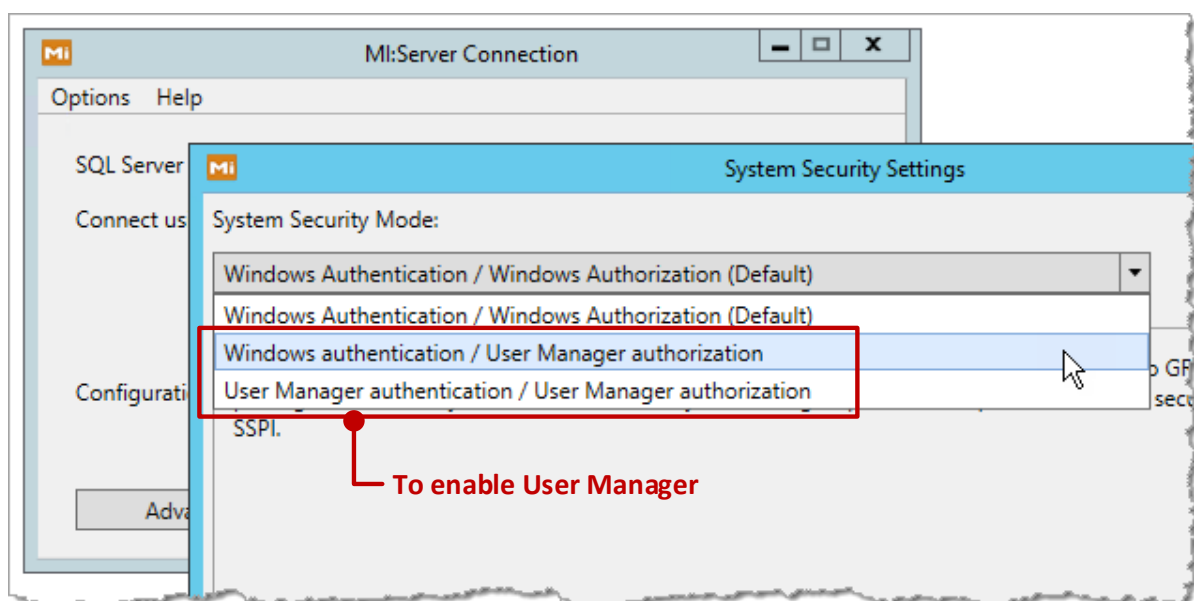 Mi
MI:Server Connection
Options Help
SQL Server
Mi
System Security Settings
Connect us
System Security Mode:
Windows Authentication / Windows Authorization (Default)
Windows Authentication / Windows Authorization (Default)
Windows authentication / User Manager authorization
User Manager authentication / User Manager authorization
Configurati
SSPI.
To enable User Manager
Adva